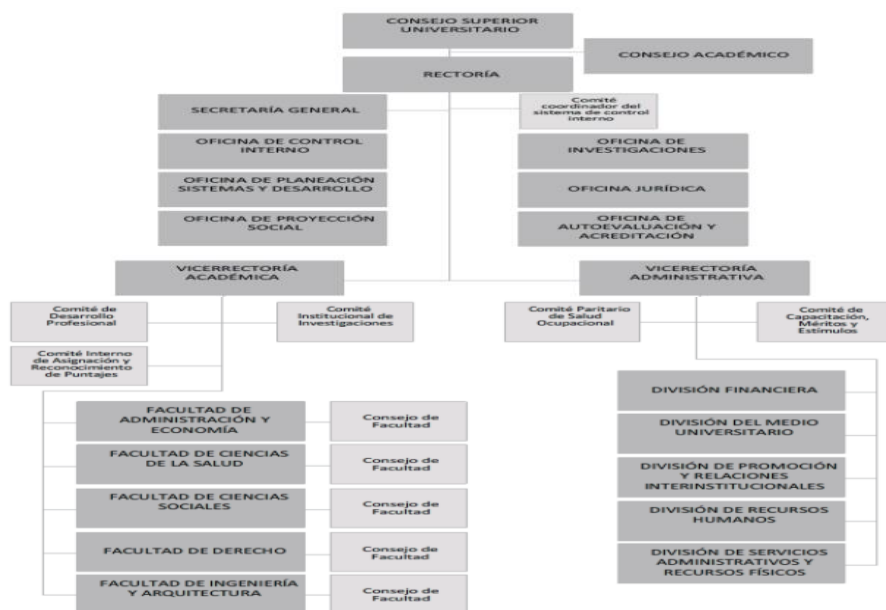 CONSEJO SUPERIOR
UNIVERSITARIO
CONSEJO ACADÉMICO
RECTORÍA
SECRETARÍA GENERAL
Comité
coordinador del
sistema de control
interno
OFICINA DE CONTROL
INTERNO
OFICINA DE
INVESTIGACIONES
OFICINA DE PLANEACIÓN
SISTEMAS Y DESARROLLO
OFICINA JURÍDICA
OFICINA DE PROYECCIÓN
SOCIAL
OFICINA DE
AUTOEVALUACIÓN Y
ACREDITACIÓN
VICERRECTORÍA
ACADÉMICA
VICERECTORÍA
ADMINISTRATIVA
Comité de
Desarrollo
Profesional
Comité
Institucional de
Investigaciones
Comité Paritario
de Salud
Ocupacional
Comité de
Capacitación,
Méritos y
Estímulos
Comité Interno
de Asignación y
Reconocimiento
de Puntajes
FACULTAD DE
ADMINISTRACIÓN Y
ECONOMÍA
Consejo de
Facultad
FACULTAD DE CIENCIAS
DE LA SALUD
Consejo de
Facultad
FACULTAD DE CIENCIAS
SOCIALES
Consejo de
Facultad
FACULTAD DE DERECHO
Consejo de
Facultad
FACULTAD DE INGENIERÍA
Y ARQUITECTURA
Consejo de
Facultad
DIVISIÓN FINANCIERA
DIVISIÓN DEL MEDIO
UNIVERSITARIO
DIVISIÓN DE PROMOCIÓN
Y RELACIONES
INTERINSTITUCIONALES
DIVISIÓN DE RECURSOS
HUMANOS
DIVISIÓN DE SERVICIOS
ADMINISTRATIVOS Y
RECURSOS FÍSICOS